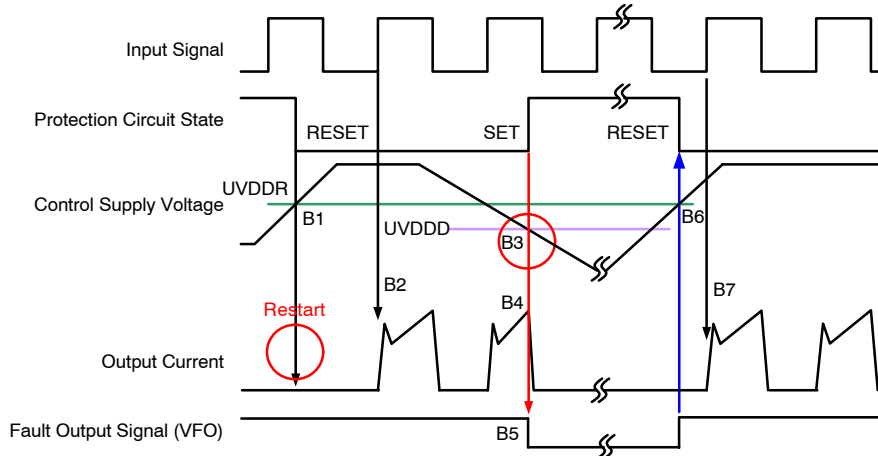 Input Signal
Protection Circuit State
RESET
SET
RESET
UVDDR
Control Supply Voltage
B1
B6
UVDDD
B3
B2
B7
Restart
B4
Output Current
Fault Output Signal (VFO)
B5